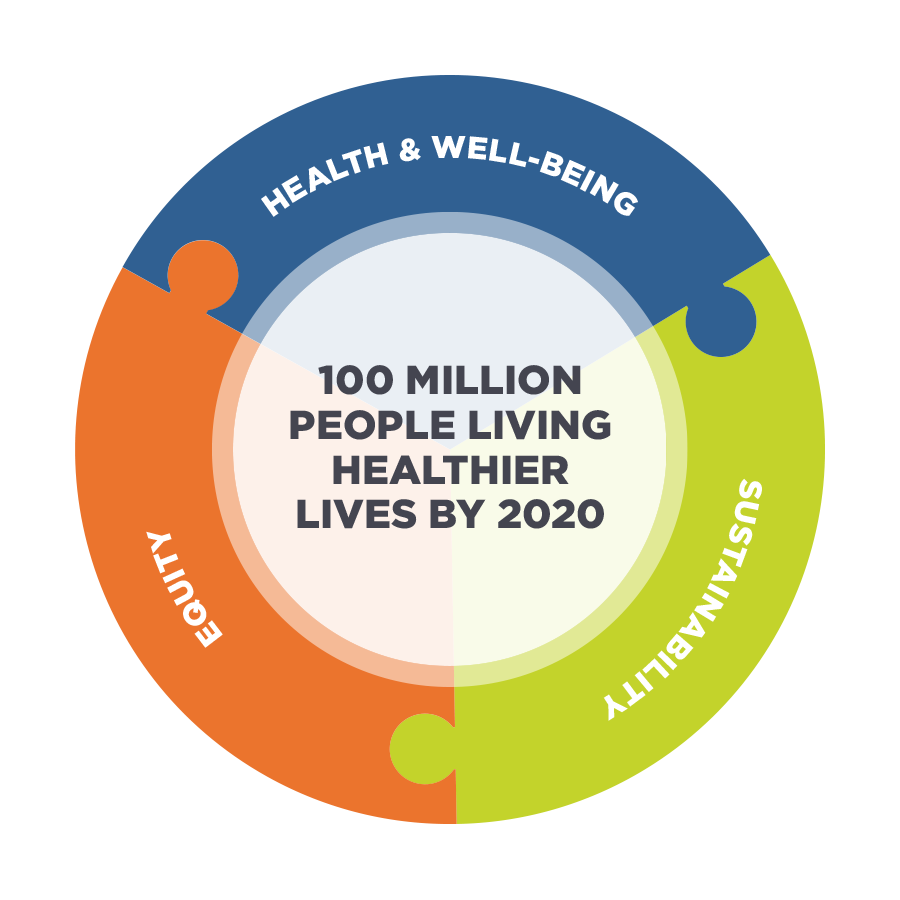 HEALTH & WELL-BEING
100 MILLION
PEOPLE LIVING
HEALTHIER
LIVES BY 2020
SUSTAINABILITY
EQUITY